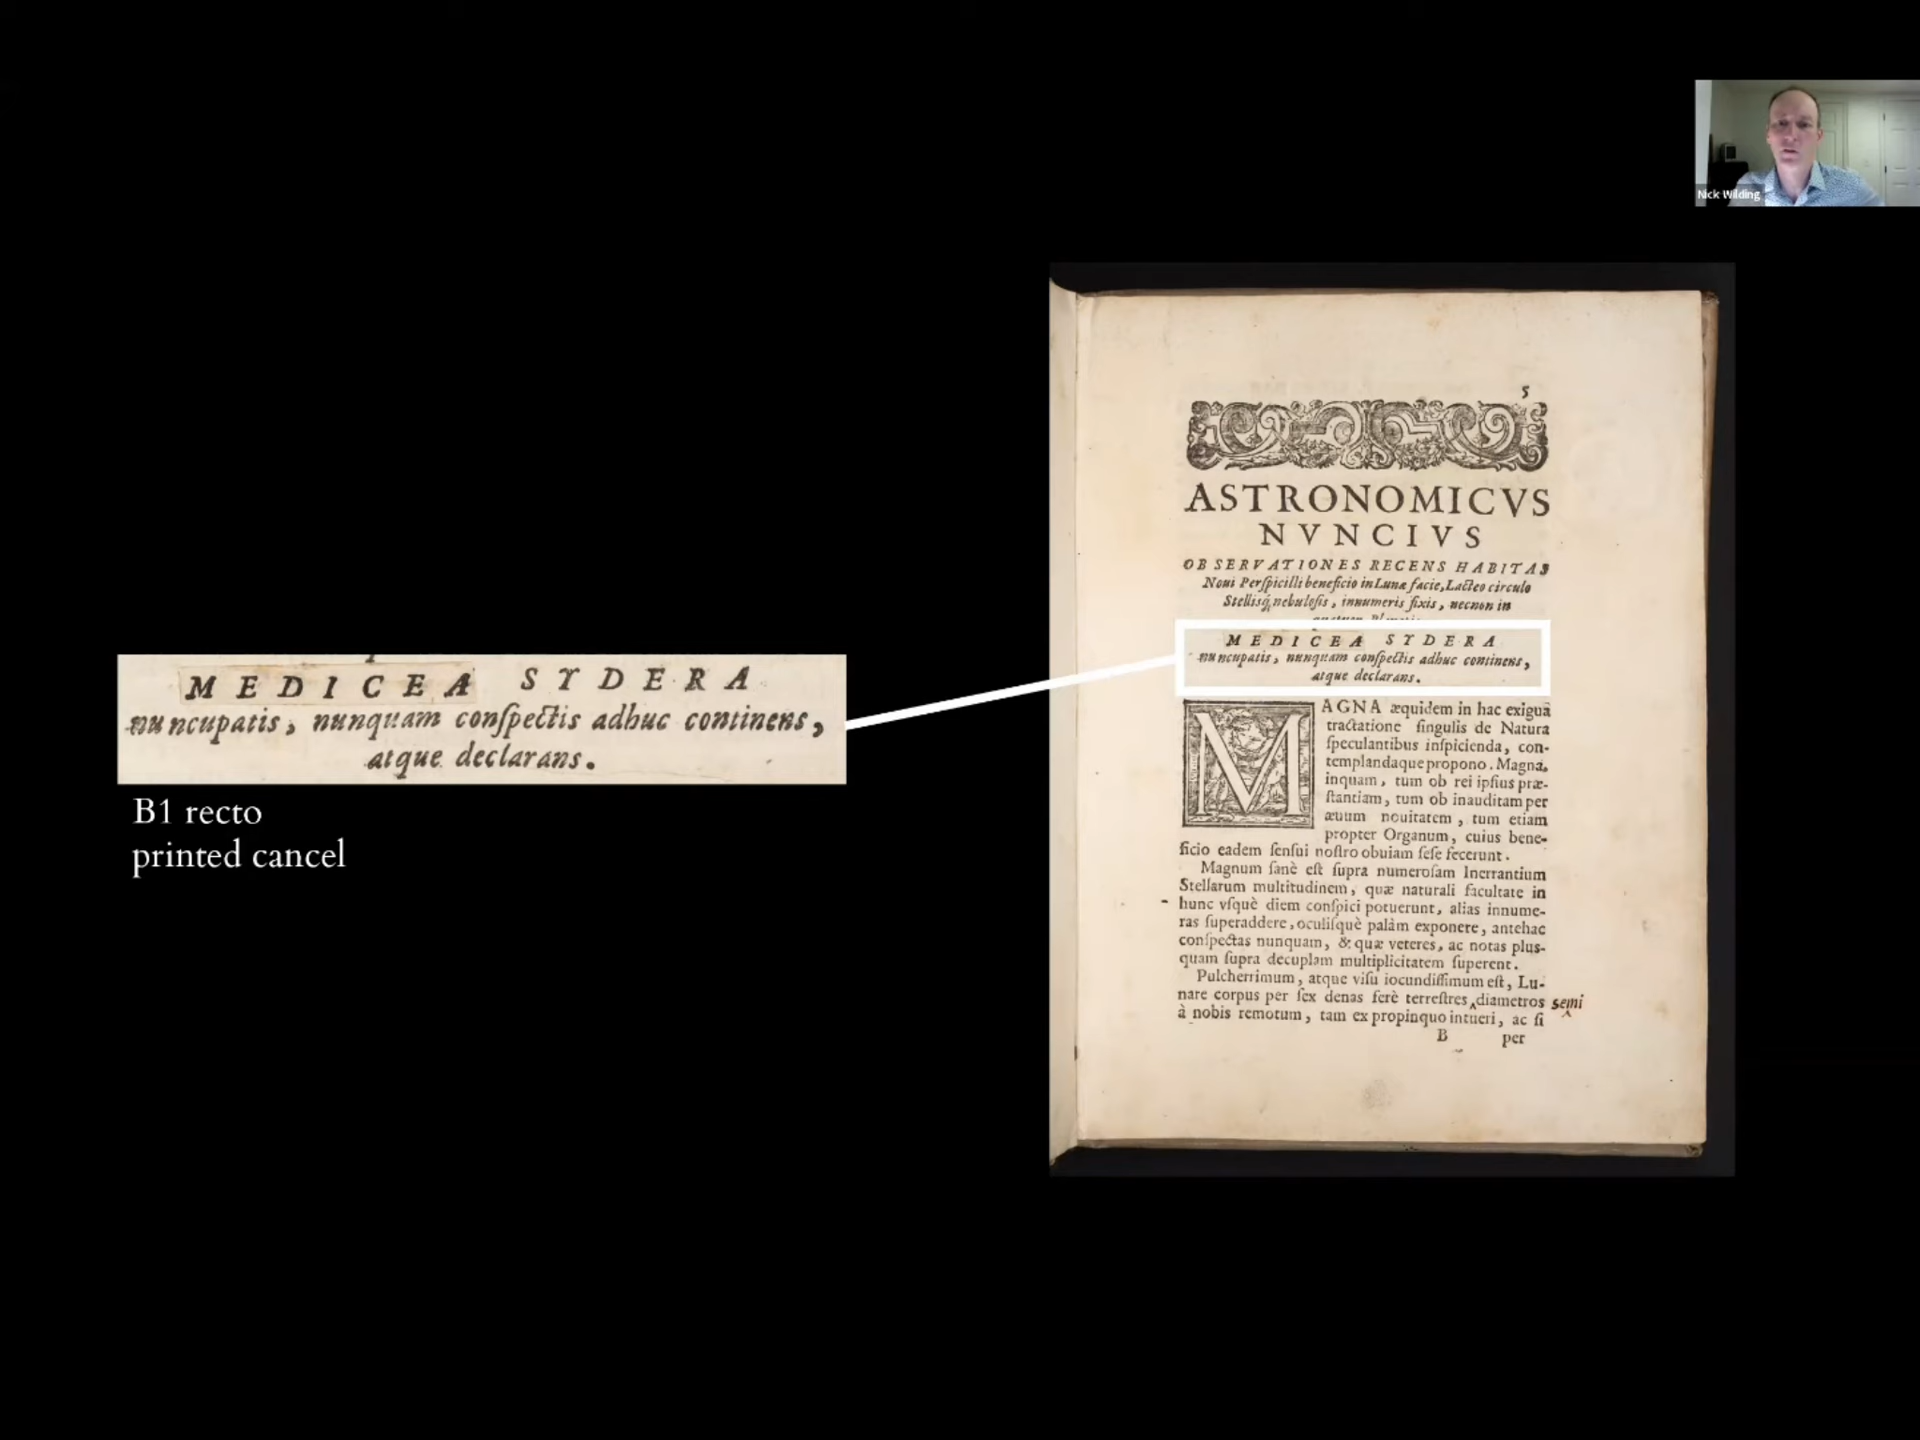 Nick Wilding
5
ASTRONOMICVS
NVNCIVS
OBSERVATIONES RECENS HABITAS
Noui Perſpicilli beneficio in Lunæ facie, Lacteo circulo
Stellisq; nebuloſis, innumeris fixis, necnon in
MEDICEA SYDERA
nuncupatis, nunquam conſpectis adhuc continens,
atque declarans.
MAGNA æquidem in hac exigua
tractatione ſingulis de Natura
ſpeculantibus inſpicienda, con-
templandaque propono. Magna,
inquam, tum ob rei ipſius præ-
ſtantiam, tum ob inauditam per
æuum nouitatem, tum etiam
propter Organum, cuius bene-
ficio eadem ſenſui noſtro obuiam ſeſe fecerunt.
Magnum ſanè eſt ſupra numeroſam Inerrantium
Stellarum multitudinem, quæ naturali facultate in
hunc vſquè diem conſpici potuerunt, alias innume-
ras ſuperaddere, oculiſquè palàm exponere, antehac
conſpectas nunquam, & quæ veteres, ac notas plus-
quam ſupra decuplam multiplicitatem ſuperent.
Pulcherrimum, atque viſu iocundiſſimum eſt, Lu-
nare corpus per ſex denas ferè terreſtres ‸diametros semi
à nobis remotum, tam ex propinquo intueri, ac ſi
B per
MEDICEA SYDERA
nuncupatis, nunquam conſpectis adhuc continens,
atque declarans.
B1 recto
printed cancel